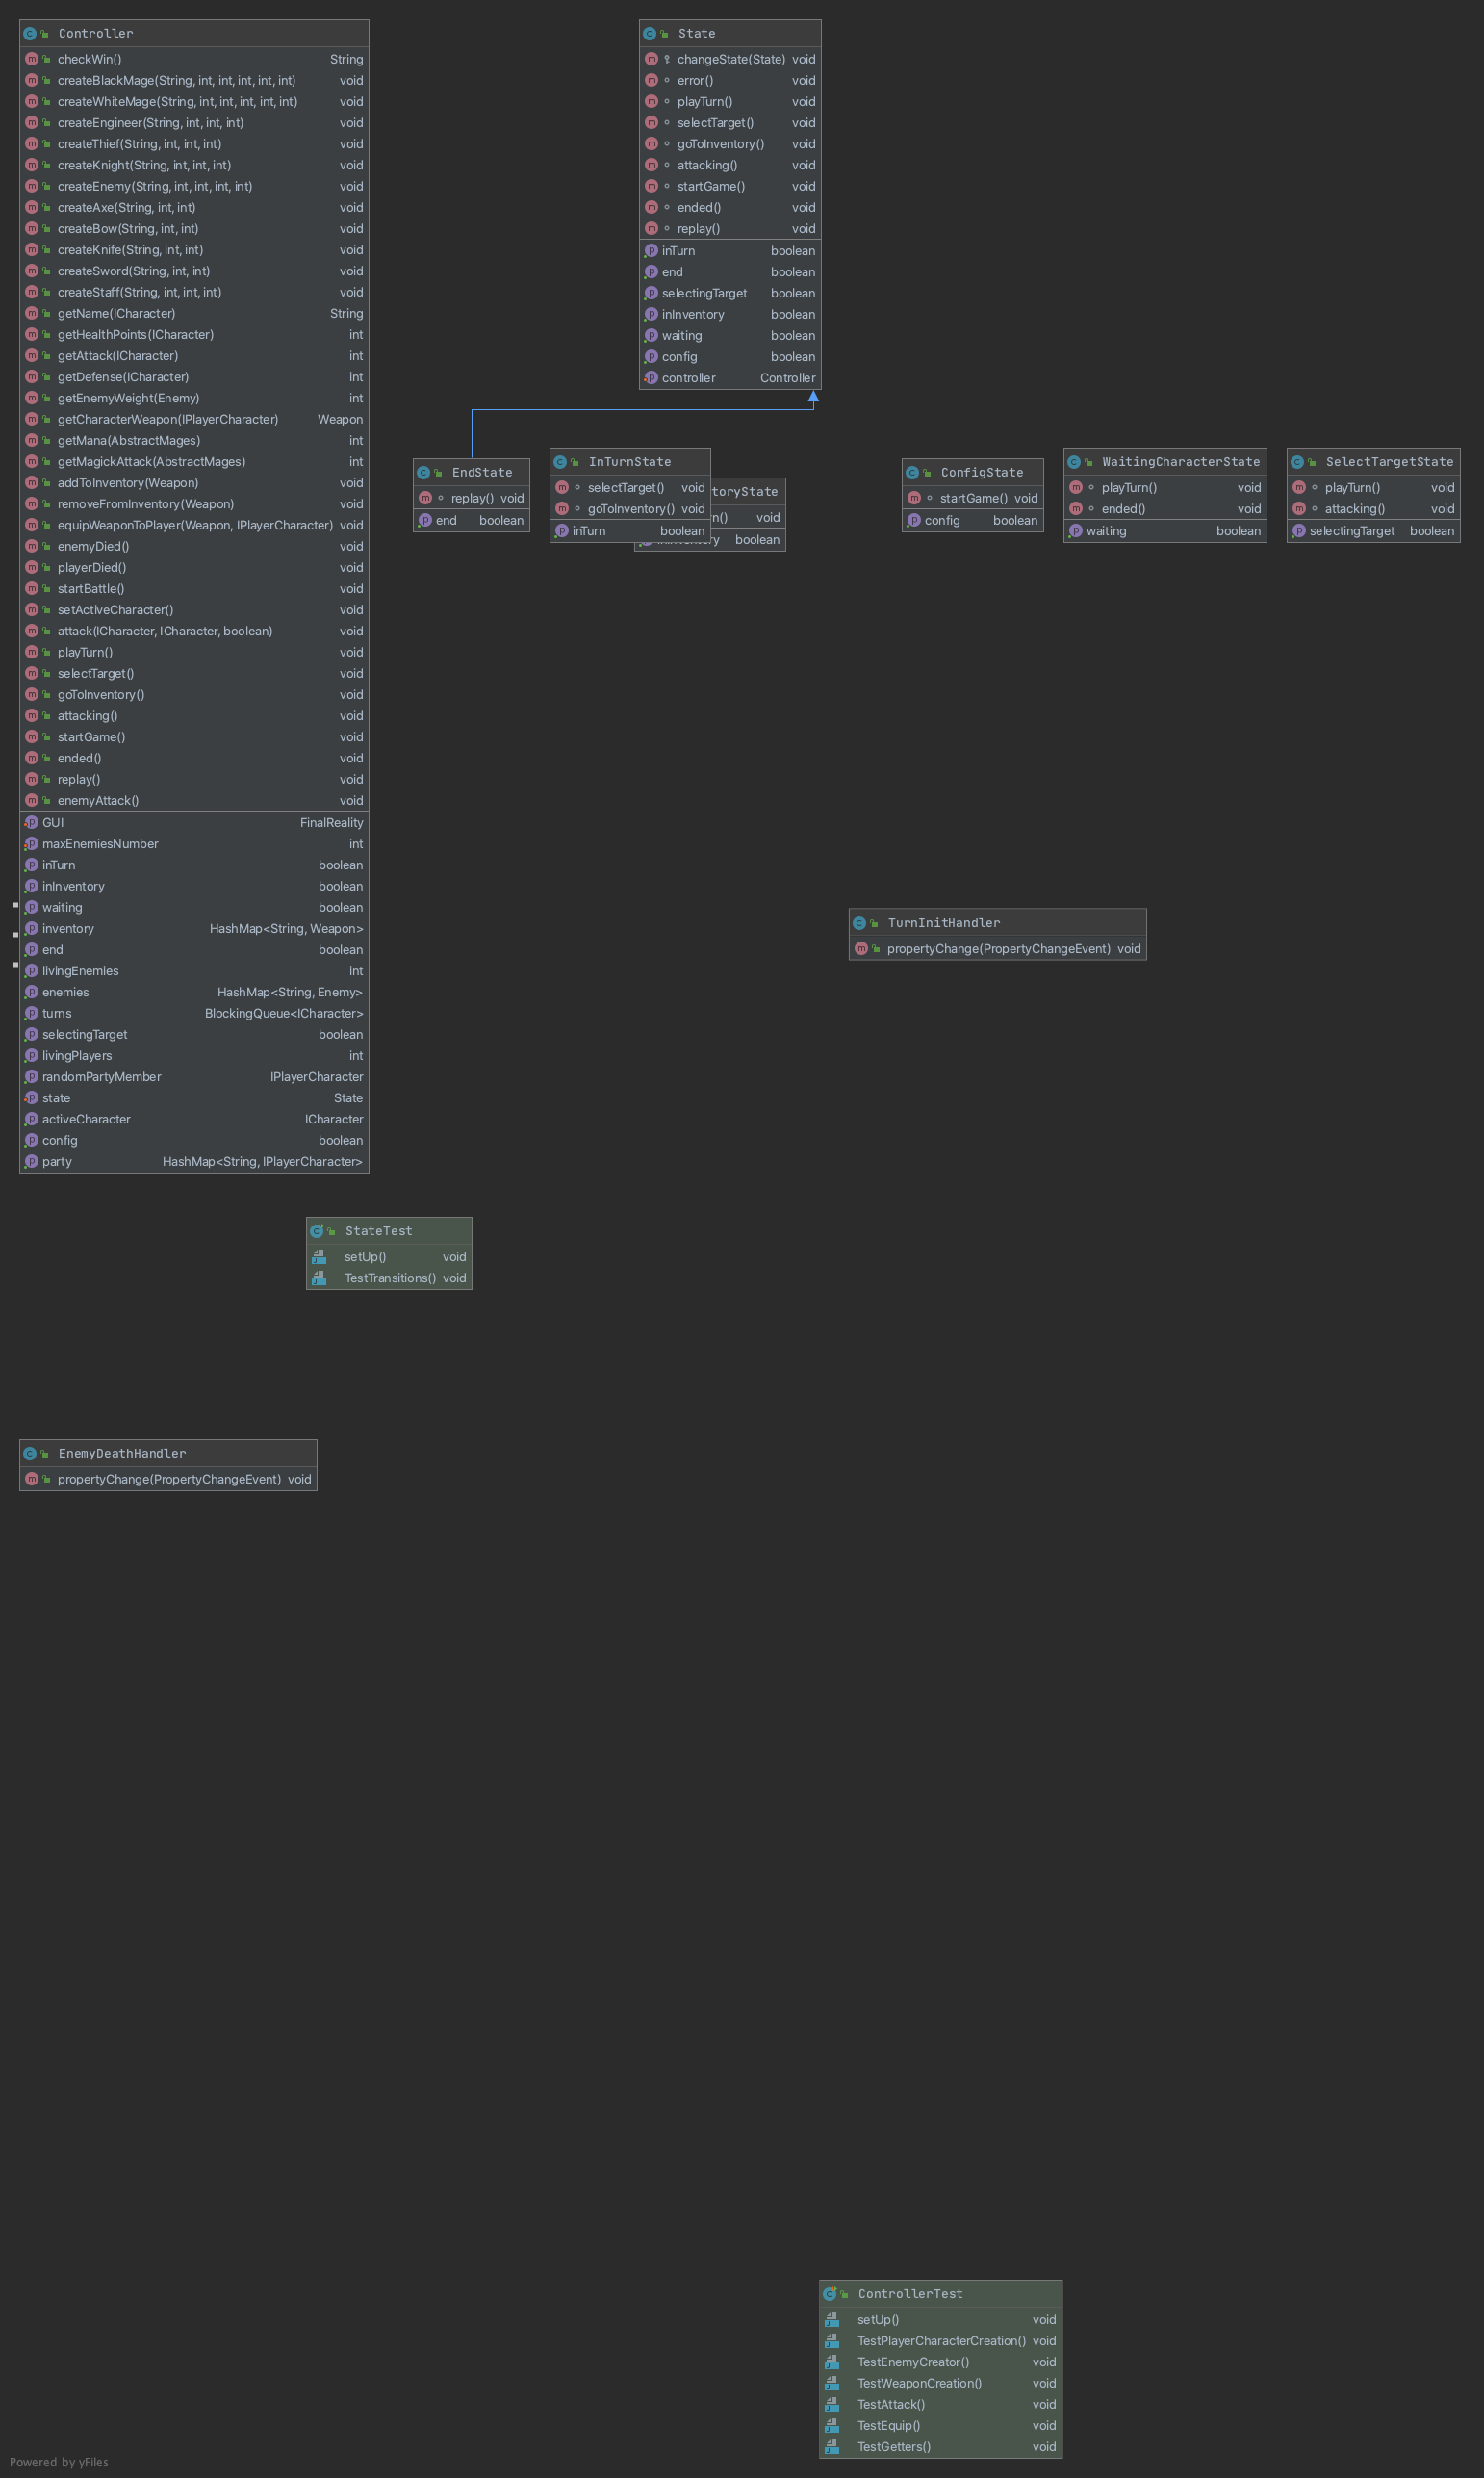 Controller
checkWin() String
createBlackMage(String, int, int, int, int, int) void
createWhiteMage(String, int, int, int, int, int) void
createEngineer(String, int, int, int) void
createThief(String, int, int, int) void
createKnight(String, int, int, int) void
createEnemy(String, int, int, int, int) void
createAxe(String, int, int) void
createBow(String, int, int) void
createKnife(String, int, int) void
createSword(String, int, int) void
createStaff(String, int, int, int) void
getName(ICharacter) String
getHealthPoints(ICharacter) int
getAttack(ICharacter) int
getDefense(ICharacter) int
getEnemyWeight(Enemy) int
getCharacterWeapon(IPlayerCharacter) Weapon
getMana(AbstractMages) int
getMagickAttack(AbstractMages) int
addToInventory(Weapon) void
removeFromInventory(Weapon) void
equipWeaponToPlayer(Weapon, IPlayerCharacter) void
enemyDied() void
playerDied() void
startBattle() void
setActiveCharacter() void
attack(ICharacter, ICharacter, boolean) void
playTurn() void
selectTarget() void
goToInventory() void
attacking() void
startGame() void
ended() void
replay() void
enemyAttack() void
GUI FinalReality
maxEnemiesNumber int
inTurn boolean
inInventory boolean
waiting boolean
inventory HashMap<String, Weapon>
end boolean
livingEnemies int
enemies HashMap<String, Enemy>
turns BlockingQueue<ICharacter>
selectingTarget boolean
livingPlayers int
randomPartyMember IPlayerCharacter
state State
activeCharacter ICharacter
config boolean
party HashMap<String, IPlayerCharacter>
State
changeState(State) void
error() void
playTurn() void
selectTarget() void
goToInventory() void
attacking() void
startGame() void
ended() void
replay() void
inTurn boolean
end boolean
selectingTarget boolean
inInventory boolean
waiting boolean
config boolean
controller Controller
EndState
replay() void
end boolean
InTurnState
selectTarget() void
goToInventory() void
inTurn boolean
toryState
n() void
boolean
ConfigState
startGame() void
config boolean
WaitingCharacterState
playTurn() void
ended() void
waiting boolean
SelectTargetState
playTurn() void
attacking() void
selectingTarget boolean
TurnInitHandler
propertyChange(PropertyChangeEvent) void
StateTest
setUp() void
TestTransitions() void
EnemyDeathHandler
propertyChange(PropertyChangeEvent) void
ControllerTest
setUp() void
TestPlayerCharacterCreation() void
TestEnemyCreator() void
TestWeaponCreation() void
TestAttack() void
TestEquip() void
TestGetters() void
Powered by yFiles